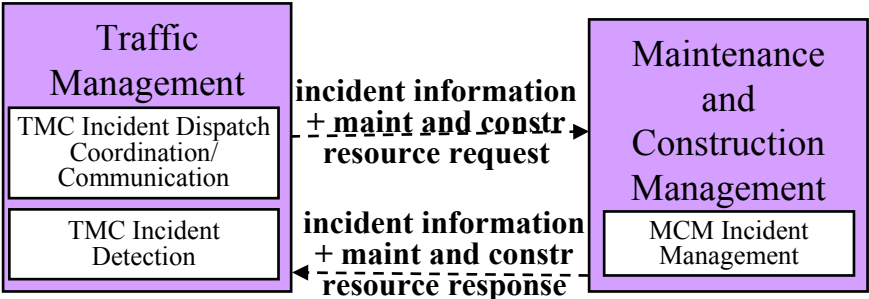 Traffic
Management
TMC Incident Dispatch
Coordination/
Communication
TMC Incident
Detection
incident information
+ maint and constr
resource request
incident information
+ maint and constr
resource response
Maintenance
and
Construction
Management
MCM Incident
Management